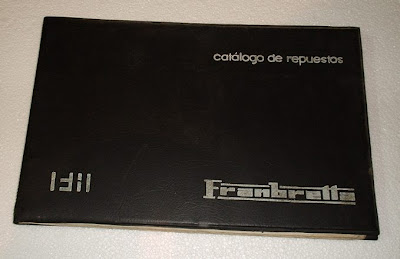 catálogo de repuestos
Franbretta